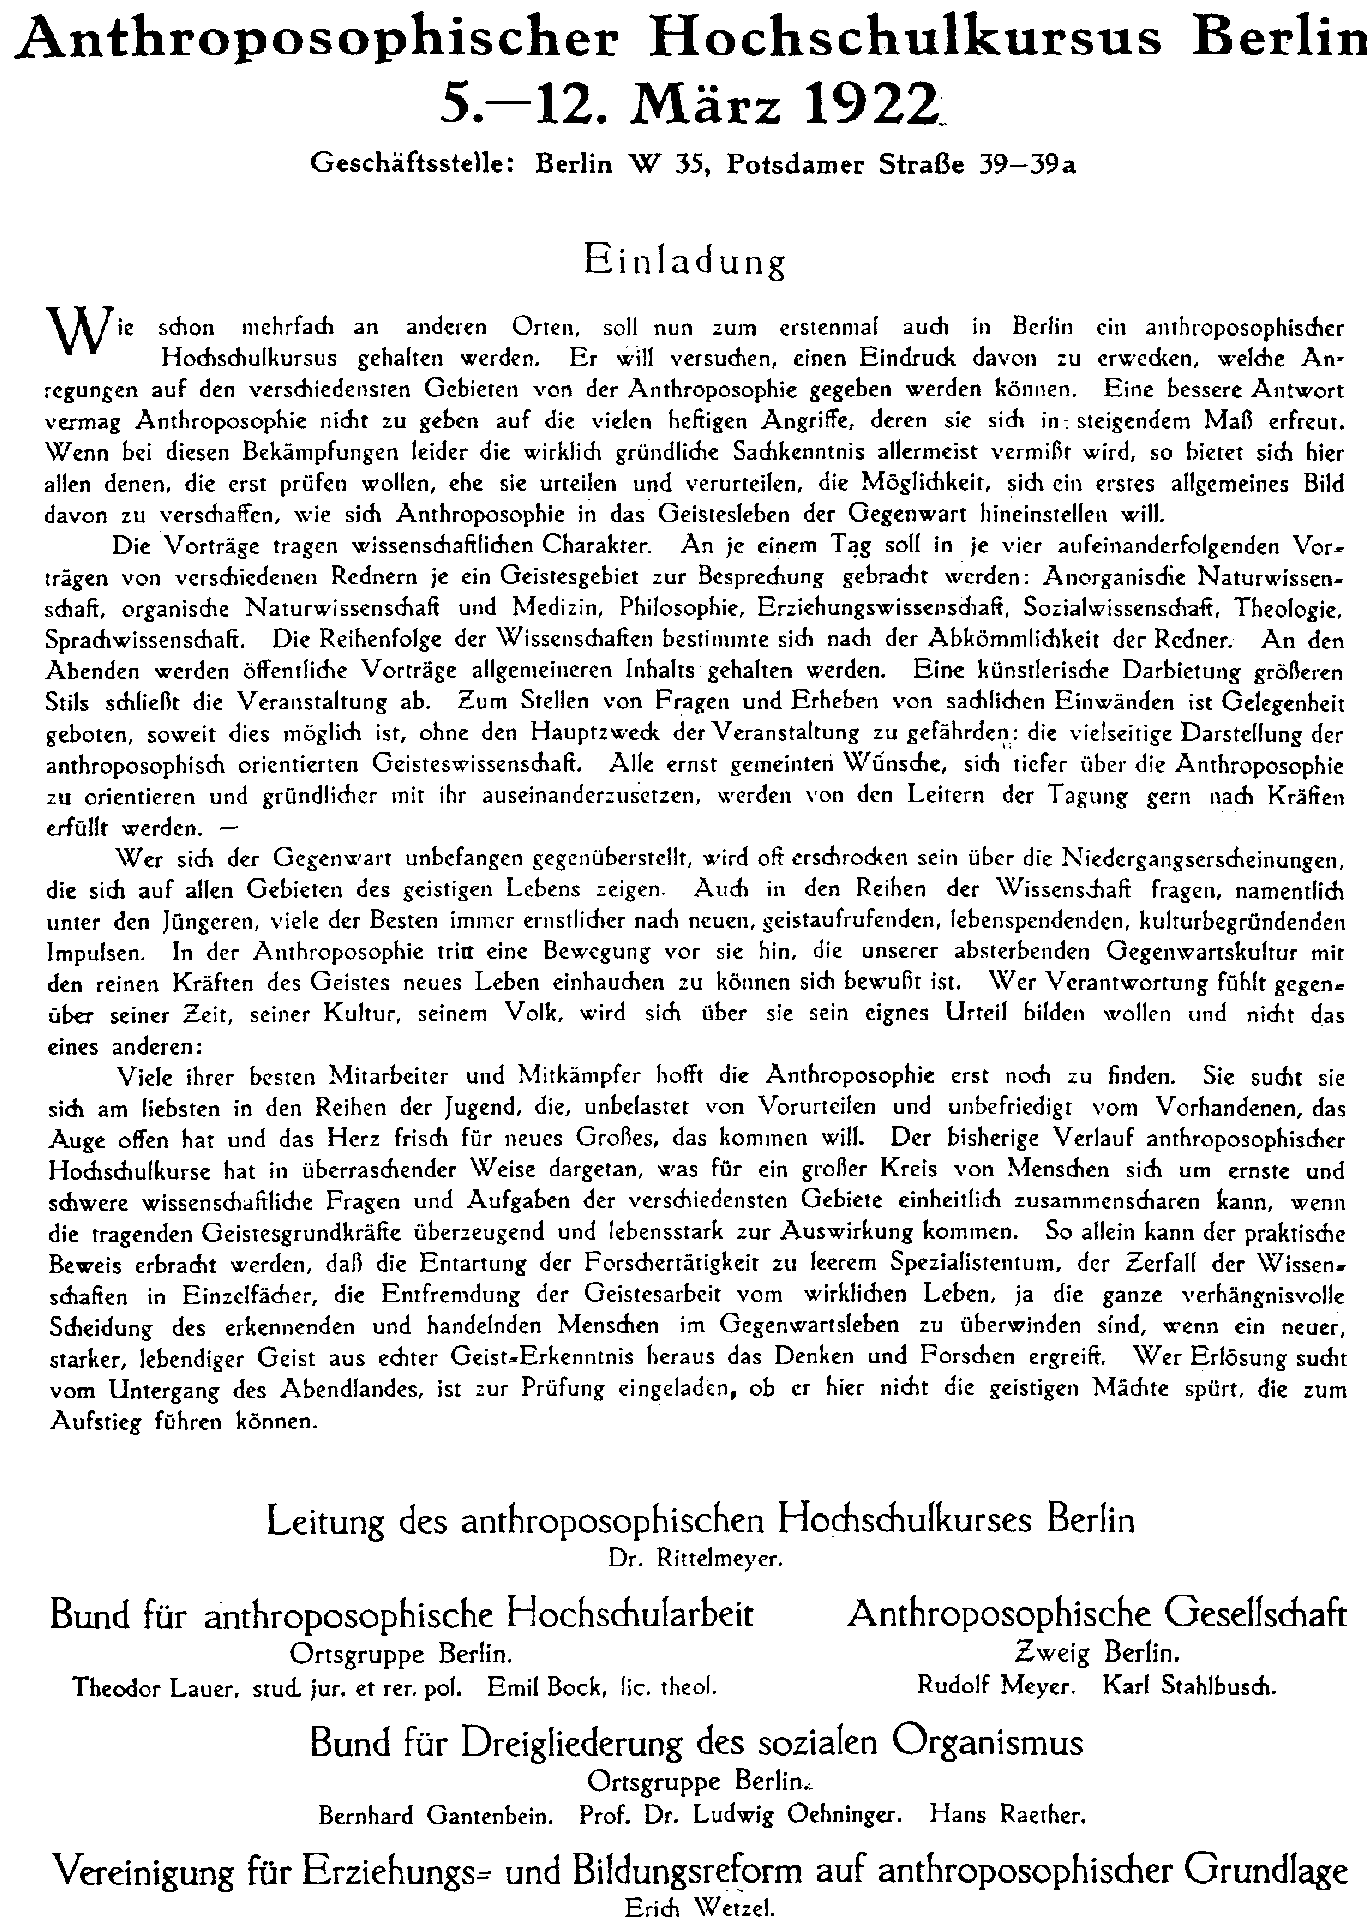 Anthroposophischer Hochschulkursus Berlin
5.—12. März 1922
Geschäftsstelle: Berlin W 35, Potsdamer Straße 39—39a
Einladung
Wie schon mehrfach an anderen Orten, soll nun zum erstenmal auch in Berlin ein anthroposophischer
Hochschulkursus gehalten werden. Er will versuchen, einen Eindruck davon zu erwecken, welche An-
regungen auf den verschiedensten Gebieten von der Anthroposophie gegeben werden können. Eine bessere Antwort
vermag Anthroposophie nicht zu geben auf die vielen heftigen Angriffe, deren sie sich in steigendem Maß erfreut.
Wenn bei diesen Bekämpfungen leider die wirklich gründliche Sachkenntnis allermeist vermißt wird, so bietet sich hier
allen denen, die erst prüfen wollen, ehe sie urteilen und verurteilen, die Möglichkeit, sich ein erstes allgemeines Bild
davon zu verschaffen, wie sich Anthroposophie in das Geistesleben der Gegenwart hineinstellen will.
Die Vorträge tragen wissenschaftlichen Charakter. An je einem Tag soll in je vier aufeinanderfolgenden Vor-
trägen von verschiedenen Rednern je ein Geistesgebiet zur Besprechung gebracht werden: Anorganische Naturwissen-
schaft, organische Naturwissenschaft und Medizin, Philosophie, Erziehungswissenschaft, Sozialwissenschaft, Theologie,
Sprachwissenschaft. Die Reihenfolge der Wissenschaften bestimmte sich nach der Abkömmlichkeit der Redner. An den
Abenden werden öffentliche Vorträge allgemeineren Inhalts gehalten werden. Eine künstlerische Darbietung größeren
Stils schließt die Veranstaltung ab. Zum Stellen von Fragen und Erheben von sachlichen Einwänden ist Gelegenheit
geboten, soweit dies möglich ist, ohne den Hauptzweck der Veranstaltung zu gefährden: die vielseitige Darstellung der
anthroposophisch orientierten Geisteswissenschaft. Alle ernst gemeinten Wünsche, sich tiefer über die Anthroposophie
zu orientieren und gründlicher mit ihr auseinanderzusetzen, werden von den Leitern der Tagung gern nach Kräften
erfüllt werden. —
Wer sich der Gegenwart unbefangen gegenüberstellt, wird oft erschrocken sein über die Niedergangserscheinungen,
die sich auf allen Gebieten des geistigen Lebens zeigen. Auch in den Reihen der Wissenschaft fragen, namentlich
unter den Jüngeren, viele der Besten immer ernstlicher nach neuen, geistaufrufenden, lebenspendenden, kulturbegründenden
Impulsen. In der Anthroposophie tritt eine Bewegung vor sie hin, die unserer absterbenden Gegenwartskultur mit
den reinen Kräften des Geistes neues Leben einhauchen zu können sich bewußt ist. Wer Verantwortung fühlt gegen-
über seiner Zeit, seiner Kultur, seinem Volk, wird sich über sie sein eignes Urteil bilden wollen und nicht das
eines anderen:
Viele ihrer besten Mitarbeiter und Mitkämpfer hofft die Anthroposophie erst noch zu finden. Sie sucht sie
sich am liebsten in den Reihen der Jugend, die, unbelastet von Vorurteilen und unbefriedigt vom Vorhandenen, das
Auge offen hat und das Herz frisch für neues Großes, das kommen will. Der bisherige Verlauf anthroposophischer
Hochschulkurse hat in überraschender Weise dargetan, was für ein großer Kreis von Menschen sich um ernste und
schwere wissenschaftliche Fragen und Aufgaben der verschiedensten Gebiete einheitlich zusammenscharen kann, wenn
die tragenden Geistesgrundkräfte überzeugend und lebensstark zur Auswirkung kommen. So allein kann der praktische
Beweis erbracht werden, daß die Entartung der Forschertätigkeit zu leerem Spezialistentum, der Zerfall der Wissen-
schaften in Einzelfächer, die Entfremdung der Geistesarbeit vom wirklichen Leben, ja die ganze verhängnisvolle
Scheidung des erkennenden und handelnden Menschen im Gegenwartsleben zu überwinden sind, wenn ein neuer,
starker, lebendiger Geist aus echter Geist-Erkenntnis heraus das Denken und Forschen ergreift. Wer Erlösung sucht
vom Untergang des Abendlandes, ist zur Prüfung eingeladen, ob er hier nicht die geistigen Mächte spürt, die zum
Aufstieg führen können.
Leitung des anthroposophischen Hochschulkurses Berlin
Dr. Rittelmeyer.
Bund für anthroposophische Hochschularbeit
Ortsgruppe Berlin.
Theodor Lauer, stud. jur. et rer. pol. Emil Bock, lic. theol.
Anthroposophische Gesellschaft
Zweig Berlin.
Rudolf Meyer. Karl Stahlbusch.
Bund für Dreigliederung des sozialen Organismus
Ortsgruppe Berlin.
Bernhard Gantenbein. Prof. Dr. Ludwig Oehninger. Hans Raether.
Vereinigung für Erziehungs- und Bildungsreform auf anthroposophischer Grundlage
Erich Wetzel.